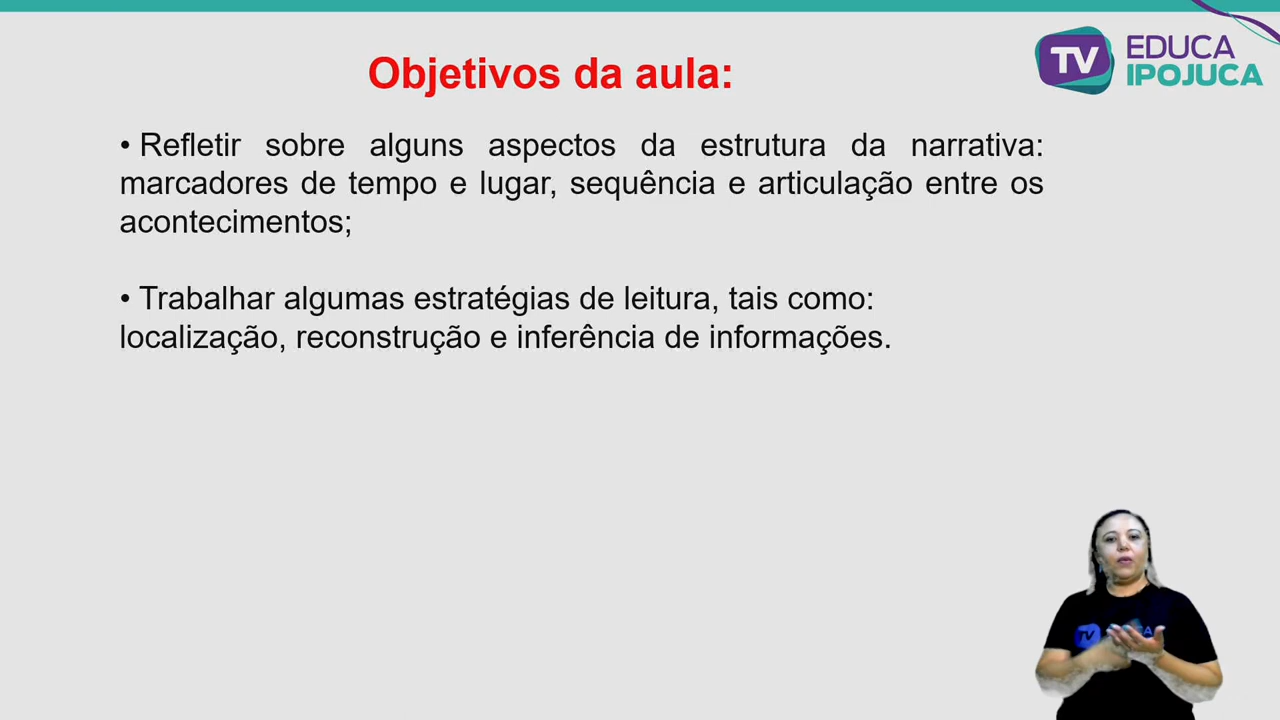 Objetivos da aula:
TV EDUCA
IPOJUCA
• Refletir sobre alguns aspectos da estrutura da narrativa:
marcadores de tempo e lugar, sequência e articulação entre os
acontecimentos;
• Trabalhar algumas estratégias de leitura, tais como:
localização, reconstrução e inferência de informações.
TV